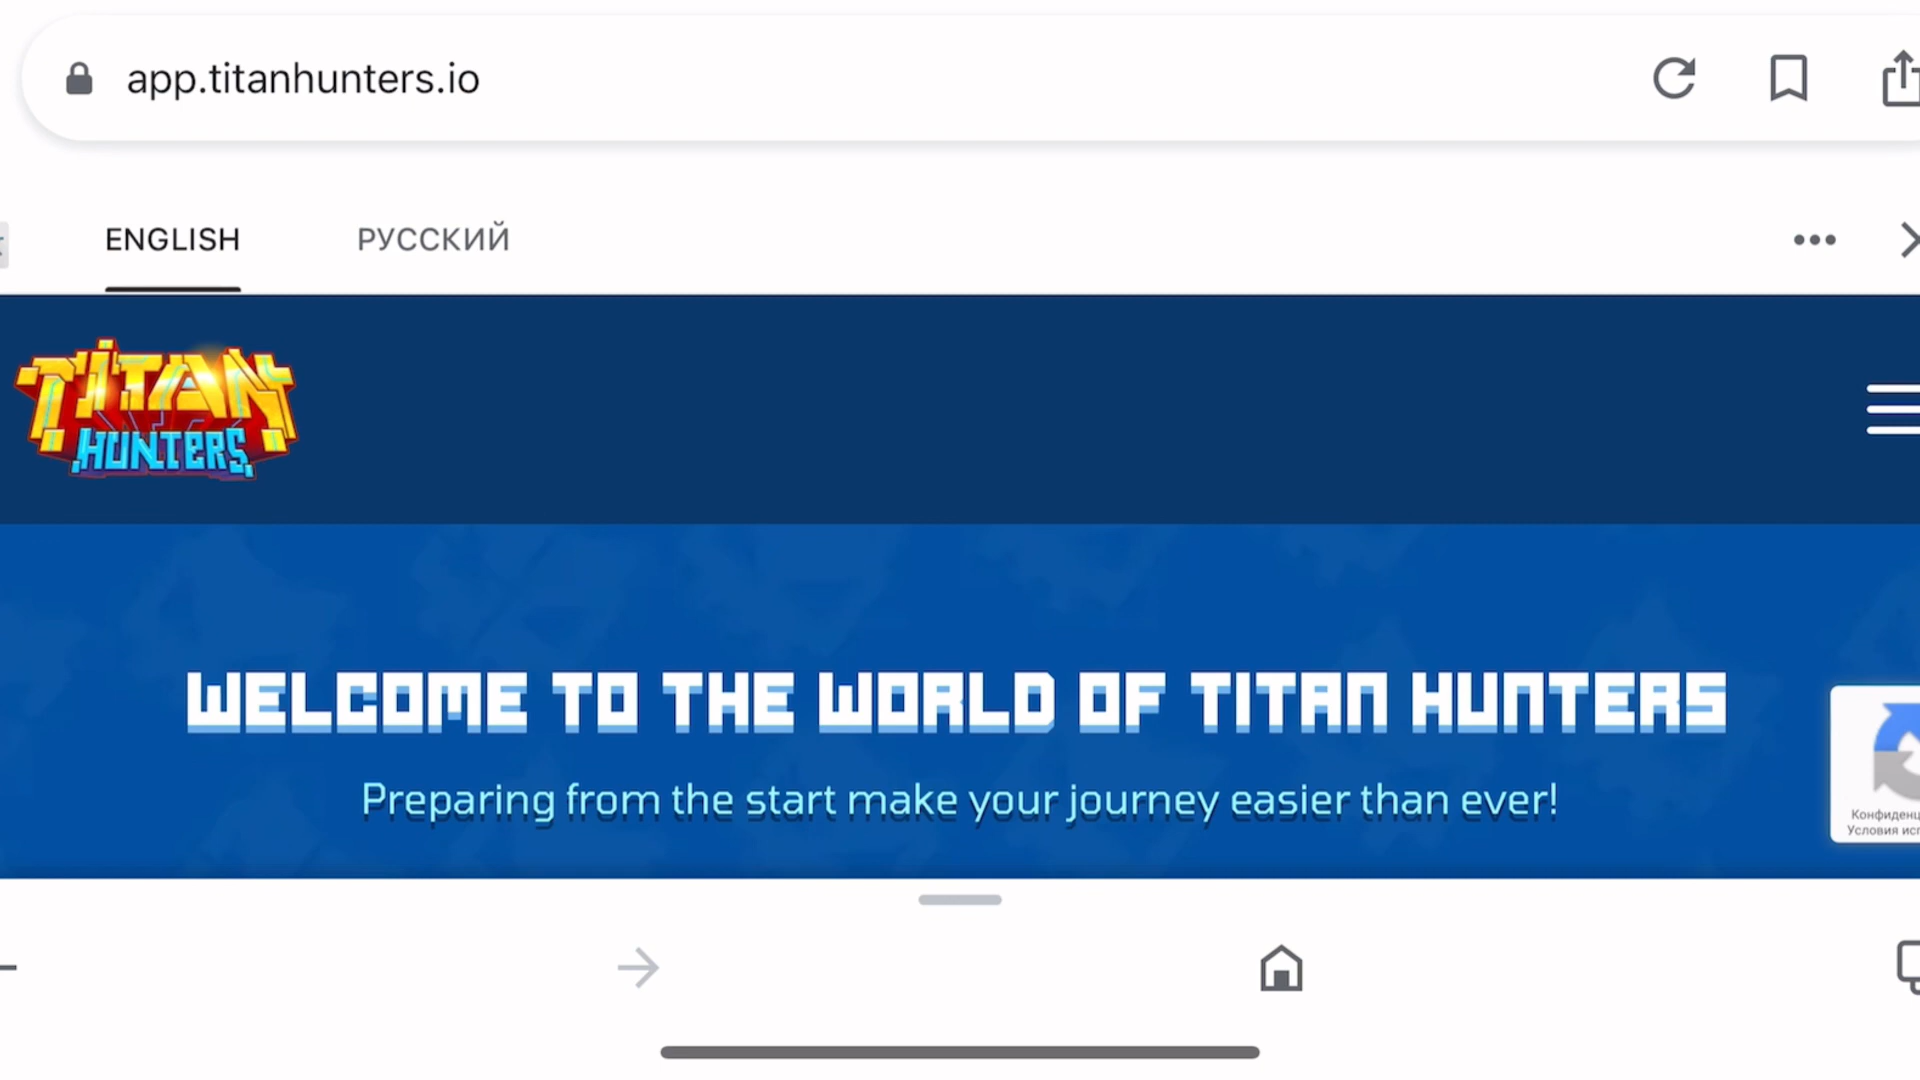 app.titanhunters.io
ENGLISH РУССКИЙ
TITAN
HUNTERS
WELCOME TO THE WORLD OF TITAN HUNTERS
Preparing from the start make your journey easier than ever!